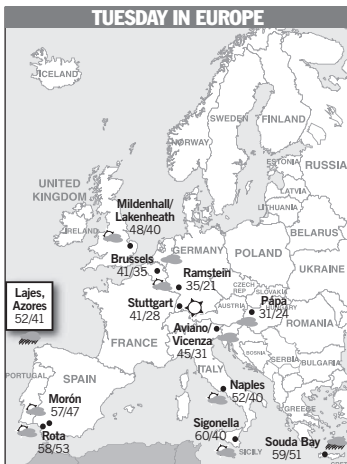 TUESDAY IN EUROPE
ICELAND
SWEDEN
FINLAND
NORWAY
ESTONIA
RUSSIA
LATVIA
LITHUANIA
UNITED
KINGDOM
Mildenhall/
Lakenheath
48/40
IRELAND
BELARUS
Brussels
41/35
GERMANY
POLAND
Ramstein
35/21
UKRAINE
CZECH
REP
SLOVAKIA
Lajes,
Azores
52/41
Stuttgart
41/28
AUSTRIA
Pápa
31/24
FRANCE
Aviano/
Vicenza
45/31
ROMANIA
BOSNIA
SERBIA
BULGARIA
ITALY
PORTUGAL
SPAIN
Morón
57/47
Naples
52/40
GREECE
Rota
58/53
Sigonella
60/40
SICILY
Souda Bay
59/51